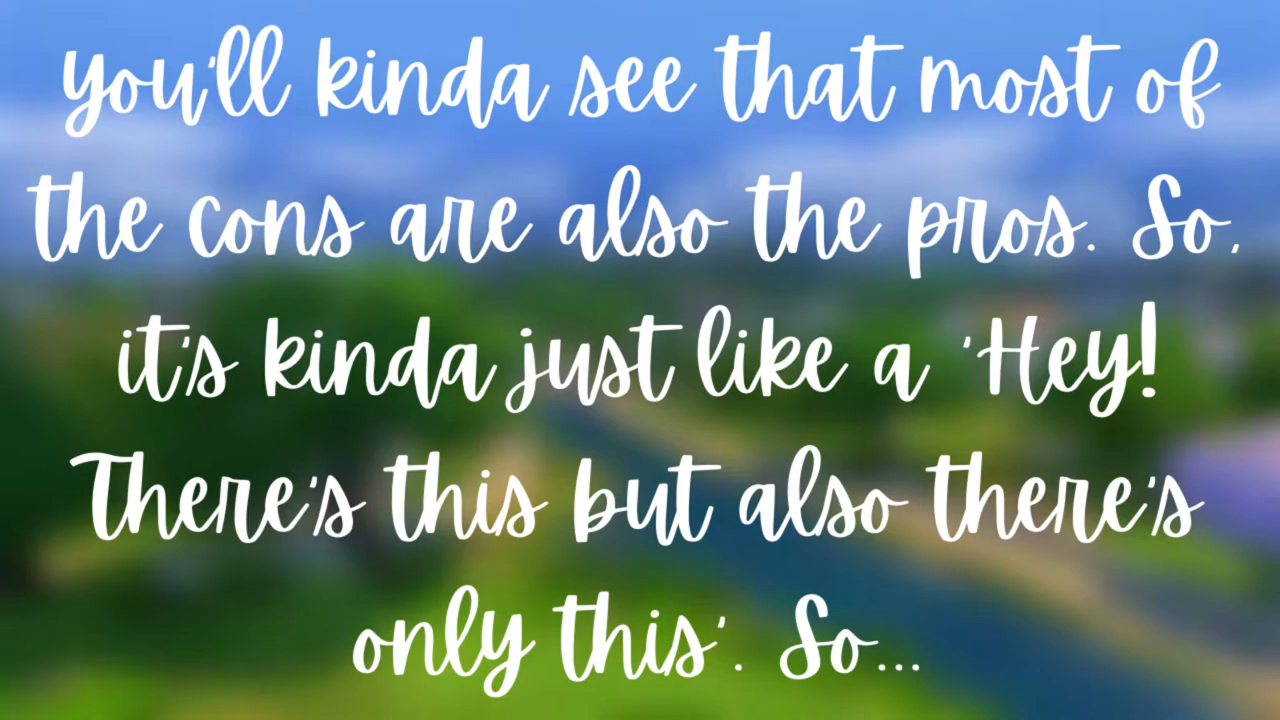 you'll kinda see that most of
the cons are also the pros. So,
it's kinda just like a 'Hey!
There's this but also there's
only this'. So...